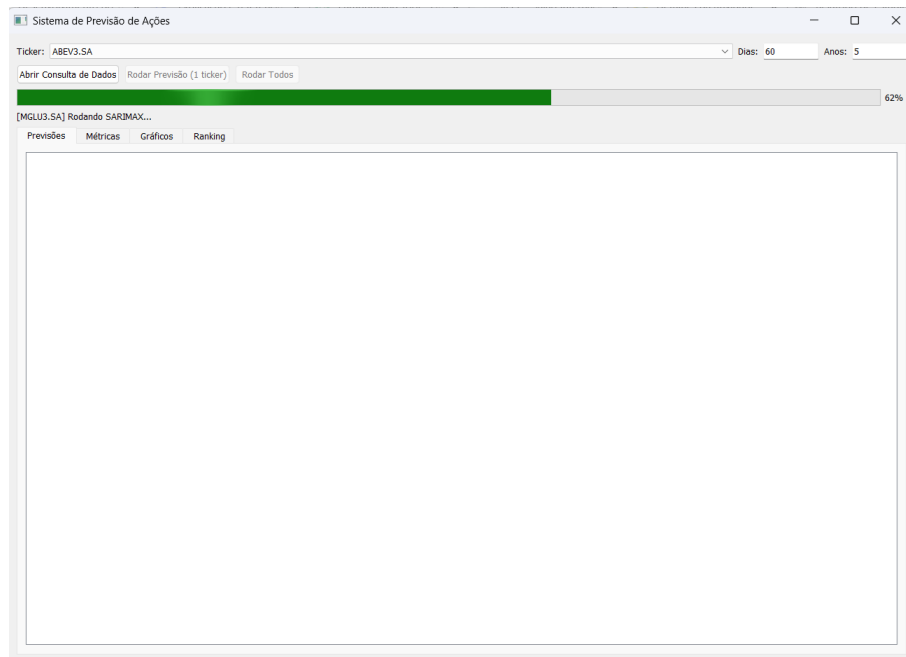 Sistema de Previsão de Ações
Ticker: ABEV3.SA Dias: 60 Anos: 5
Abrir Consulta de Dados Rodar Previsão (1 ticker) Rodar Todos
62%
[MGLU3.SA] Rodando SARIMAX...
Previsões Métricas Gráficos Ranking